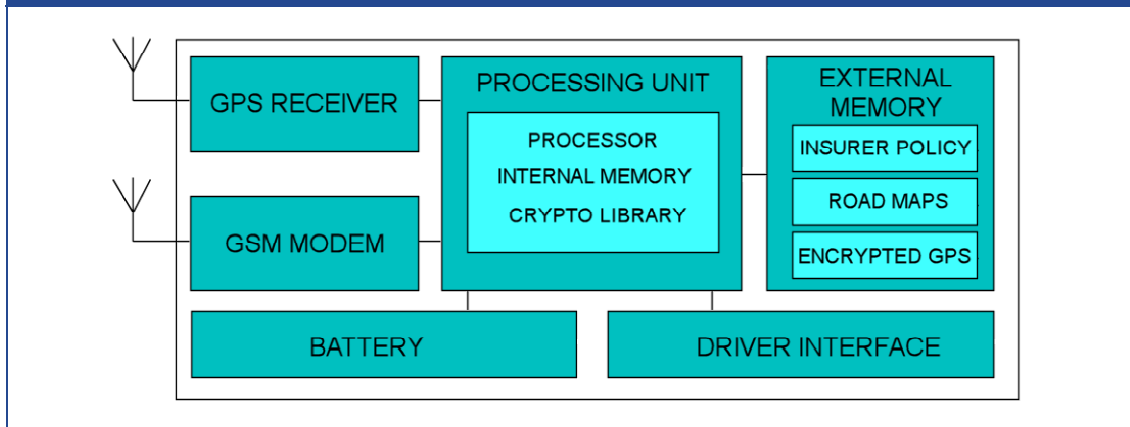 GPS RECEIVER
PROCESSING UNIT
PROCESSOR
INTERNAL MEMORY
CRYPTO LIBRARY
EXTERNAL
MEMORY
INSURER POLICY
ROAD MAPS
ENCRYPTED GPS
GSM MODEM
BATTERY
DRIVER INTERFACE